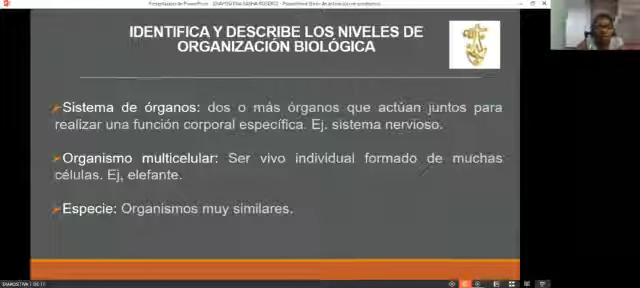 IDENTIFICA Y DESCRIBE LOS NIVELES DE
ORGANIZACIÓN BIOLÓGICA
Sistema de órganos: dos o más órganos que actúan juntos para
realizar una función corporal específica. Ej. sistema nervioso.
Organismo multicelular: Ser vivo individual formado de muchas
células. Ej, elefante.
Especie: Organismos muy similares.